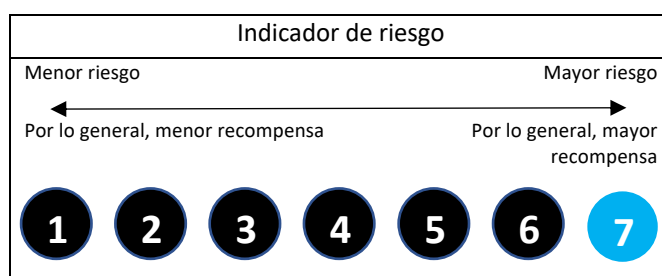 Indicador de riesgo
Menor riesgo Mayor riesgo
Por lo general, menor recompensa Por lo general, mayor
recompensa
1 2 3 4 5 6 7